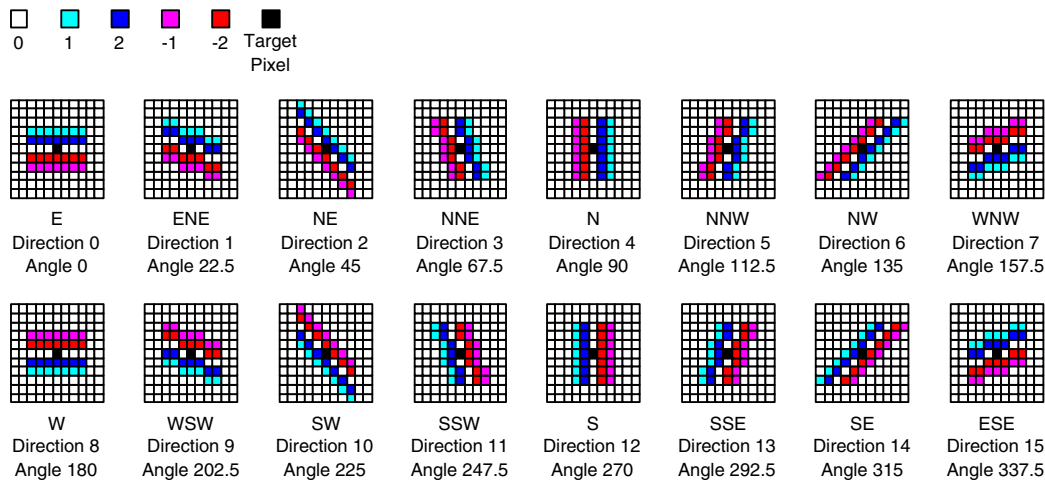 0 1 2 -1 -2 Target
Pixel
E ENE NE NNE N NNW NW WNW
Direction 0 Direction 1 Direction 2 Direction 3 Direction 4 Direction 5 Direction 6 Direction 7
Angle 0 Angle 22.5 Angle 45 Angle 67.5 Angle 90 Angle 112.5 Angle 135 Angle 157.5
W WSW SW SSW S SSE SE ESE
Direction 8 Direction 9 Direction 10 Direction 11 Direction 12 Direction 13 Direction 14 Direction 15
Angle 180 Angle 202.5 Angle 225 Angle 247.5 Angle 270 Angle 292.5 Angle 315 Angle 337.5